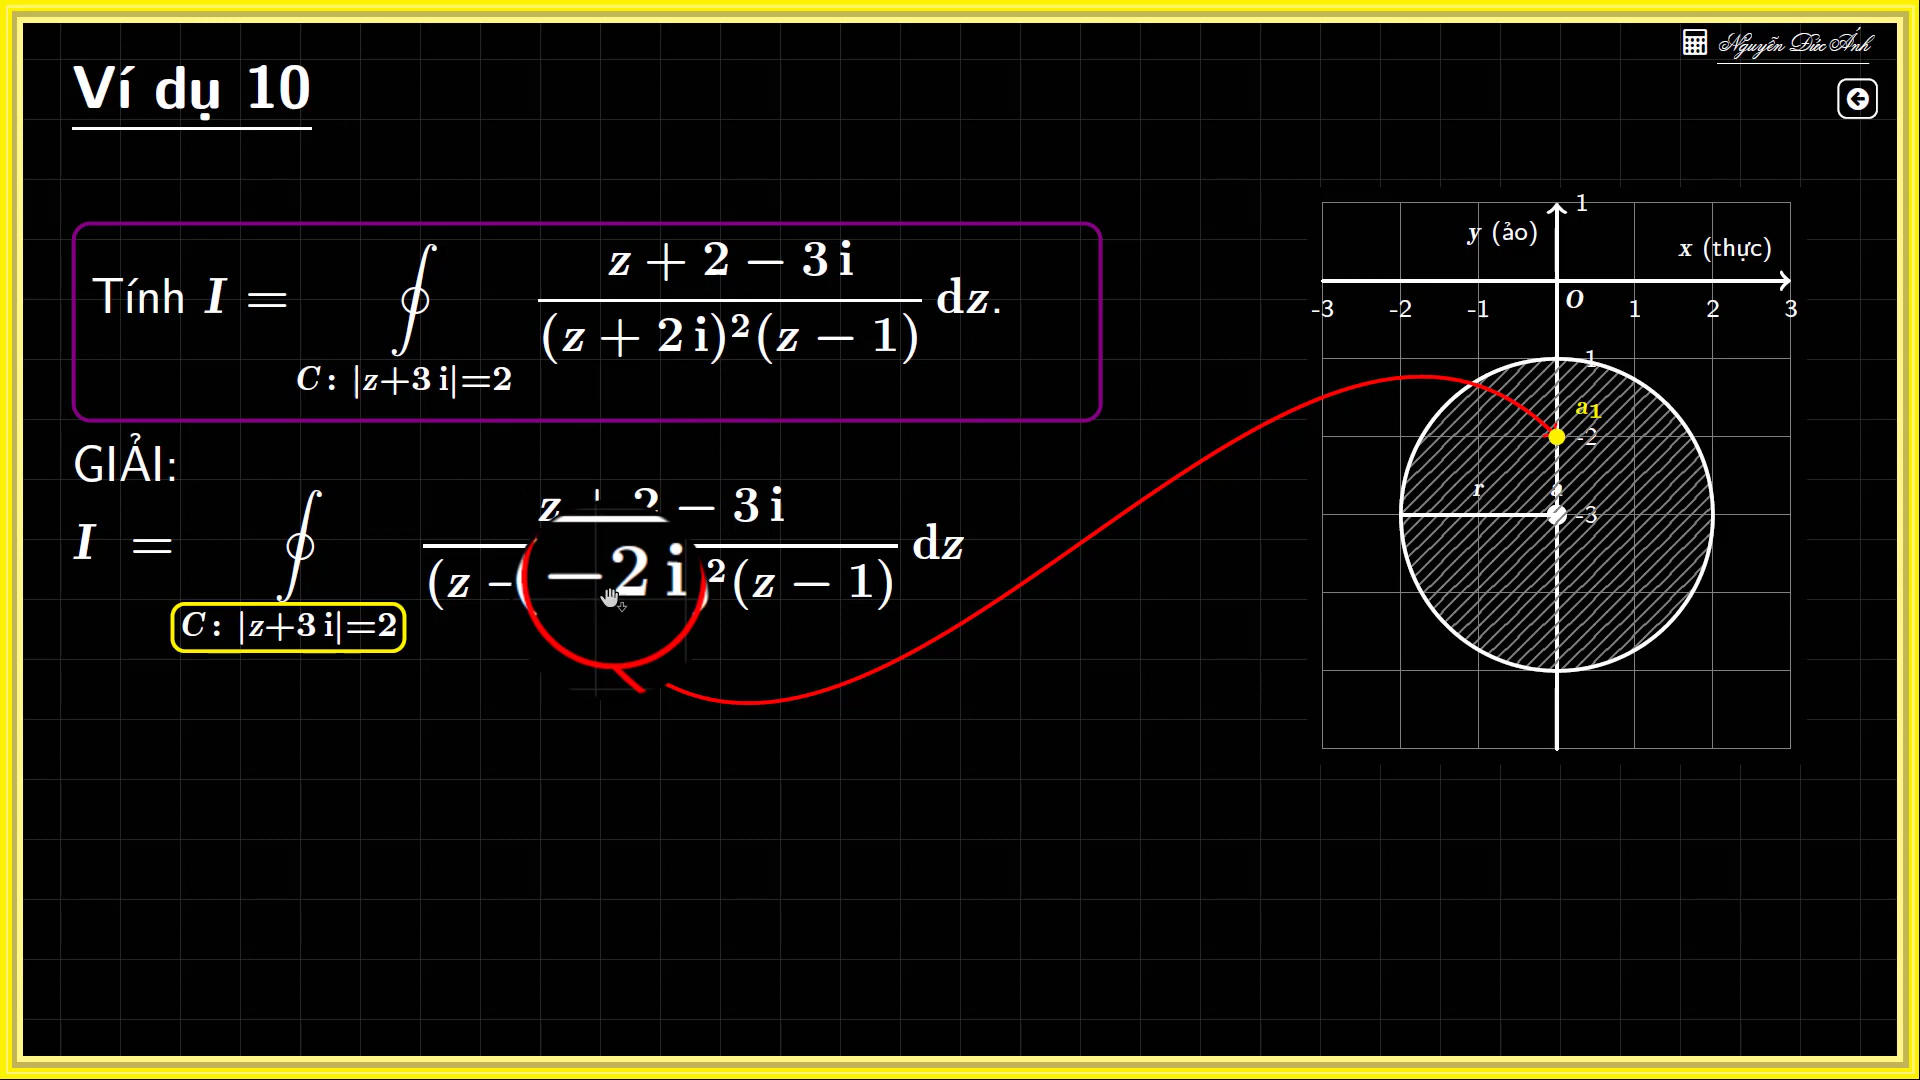 Nguyễn Đức Ánh
Ví dụ 10
Tính I = ∮ C: |z+3i|=2 (z + 2 − 3i) / ((z + 2i)²(z − 1)) dz.
GIẢI:
I = ∮ C: |z+3i|=2 z + 2 − 3i / (z − ( −2i )²(z − 1) dz
1
y (ảo)
x (thực)
-3 -2 -1 O 1 2 3
-1
a₁
-2
r a
-3